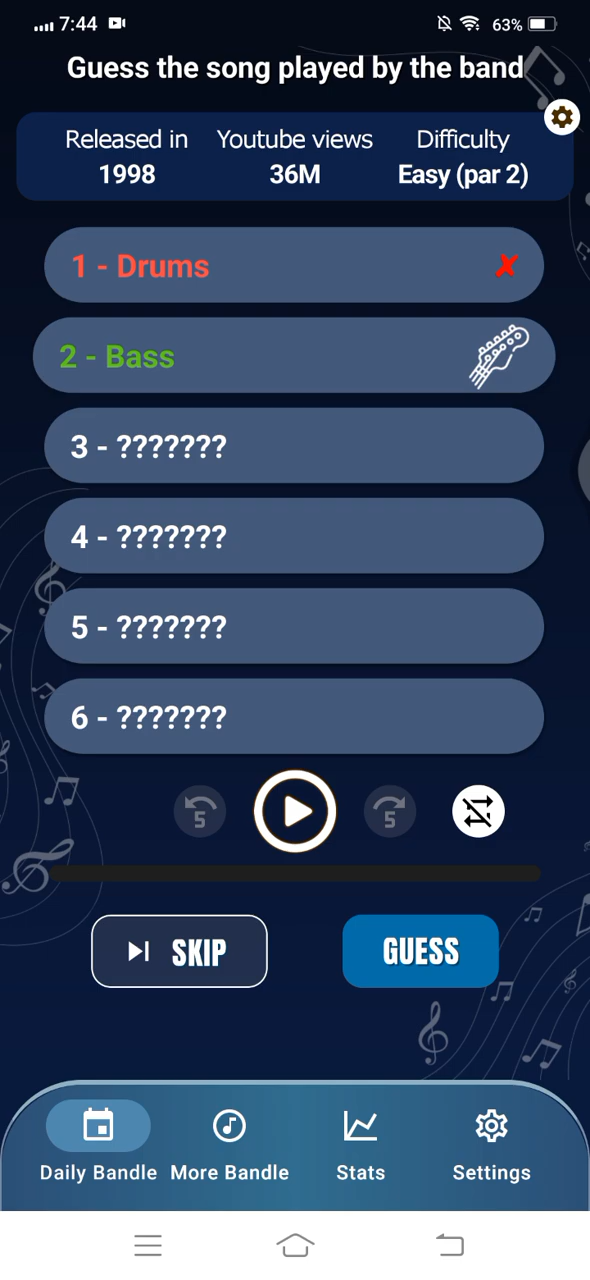 7:44
63%
Guess the song played by the band
Released in Youtube views Difficulty
1998 36M Easy (par 2)
1 - Drums ✘
2 - Bass
3 - ???????
4 - ???????
5 - ???????
6 - ???????
5 5
SKIP GUESS
Daily Bandle More Bandle Stats Settings